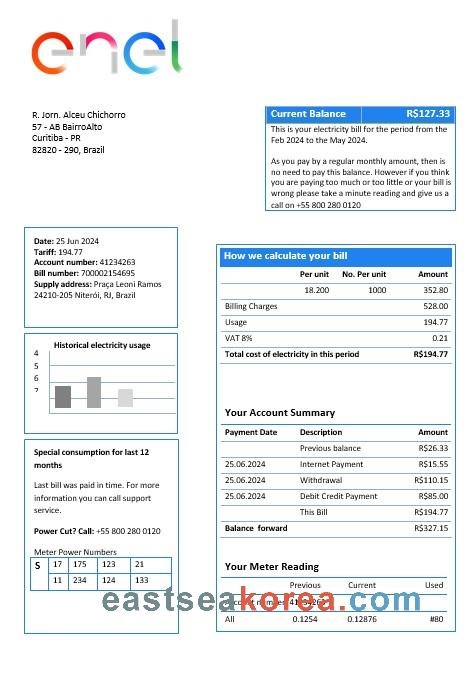 enel
R. Jorn. Alceu Chichorro
57 - AB BairroAlto
Curitiba - PR
82820 - 290, Brazil
Current Balance R$127.33
This is your electricity bill for the period from the
Feb 2024 to the May 2024.
As you pay by a regular monthly amount, then is
no need to pay this balance. However if you think
you are paying too much or too little or your bill is
wrong please take a minute reading and give us a
call on +55 800 280 0120
Date: 25 Jun 2024
Tariff: 194.77
Account number: 41234263
Bill number: 700002154695
Supply address: Praça Leoni Ramos
24210-205 Niterói, RJ, Brazil
Historical electricity usage
4
5
6
7
Special consumption for last 12
months
Last bill was paid in time. For more
information you can call support
service.
Power Cut? Call: +55 800 280 0120
Meter Power Numbers
S 17 175 123 21
11 234 124 133
How we calculate your bill
Per unit No. Per unit Amount
18.200 1000 352.80
Billing Charges 528.00
Usage 194.77
VAT 8% 0.21
Total cost of electricity in this period R$194.77
Your Account Summary
Payment Date Description Amount
Previous balance R$26.33
25.06.2024 Internet Payment R$15.55
25.06.2024 Withdrawal R$110.15
25.06.2024 Debit Credit Payment R$85.00
This Bill R$194.77
Balance forward R$327.15
Your Meter Reading
Previous Current Used
Account number
All 0.1254 0.12876 #80
eastseakorea.com